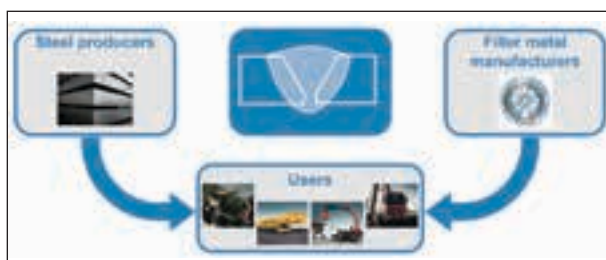 Steel producers
Filler metal
manufacturers
Users